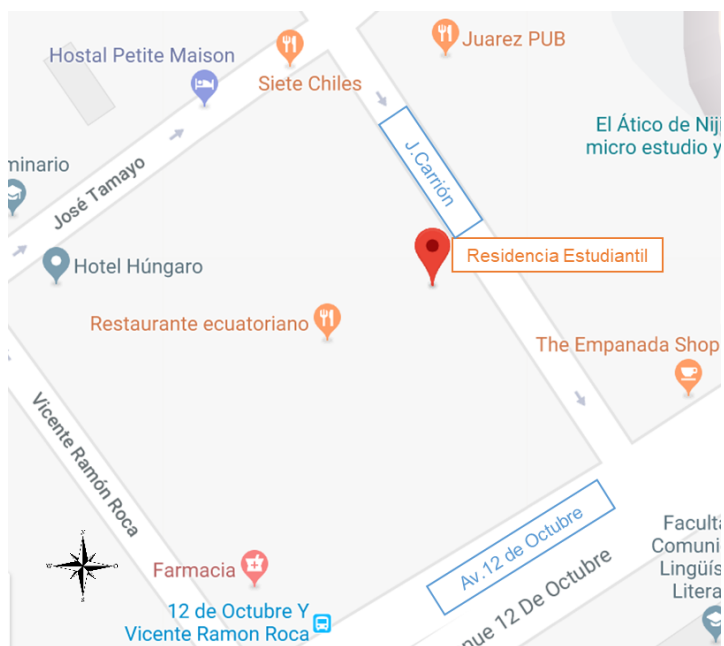 Hostal Petite Maison
Siete Chiles
Juarez PUB
El Ático de Niji
micro estudio y
J.Carrión
minario
José Tamayo
Hotel Húngaro
Residencia Estudiantil
Restaurante ecuatoriano
The Empanada Shop
Vicente Ramón Roca
Av.12 de Octubre
nue 12 De Octubre
Faculta
Comuni
Lingüís
Litera
Farmacia
12 de Octubre Y
Vicente Ramon Roca